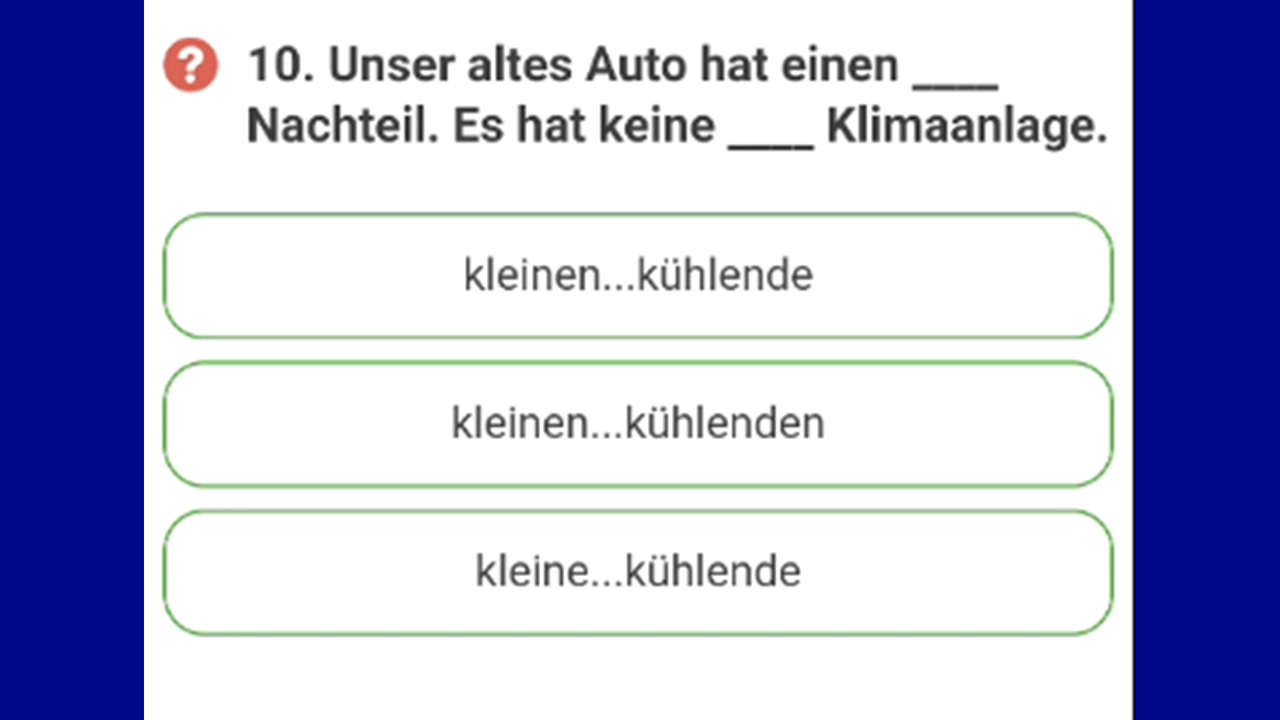 10. Unser altes Auto hat einen ____
Nachteil. Es hat keine ____ Klimaanlage.
kleinen...kühlende
kleinen...kühlenden
kleine...kühlende